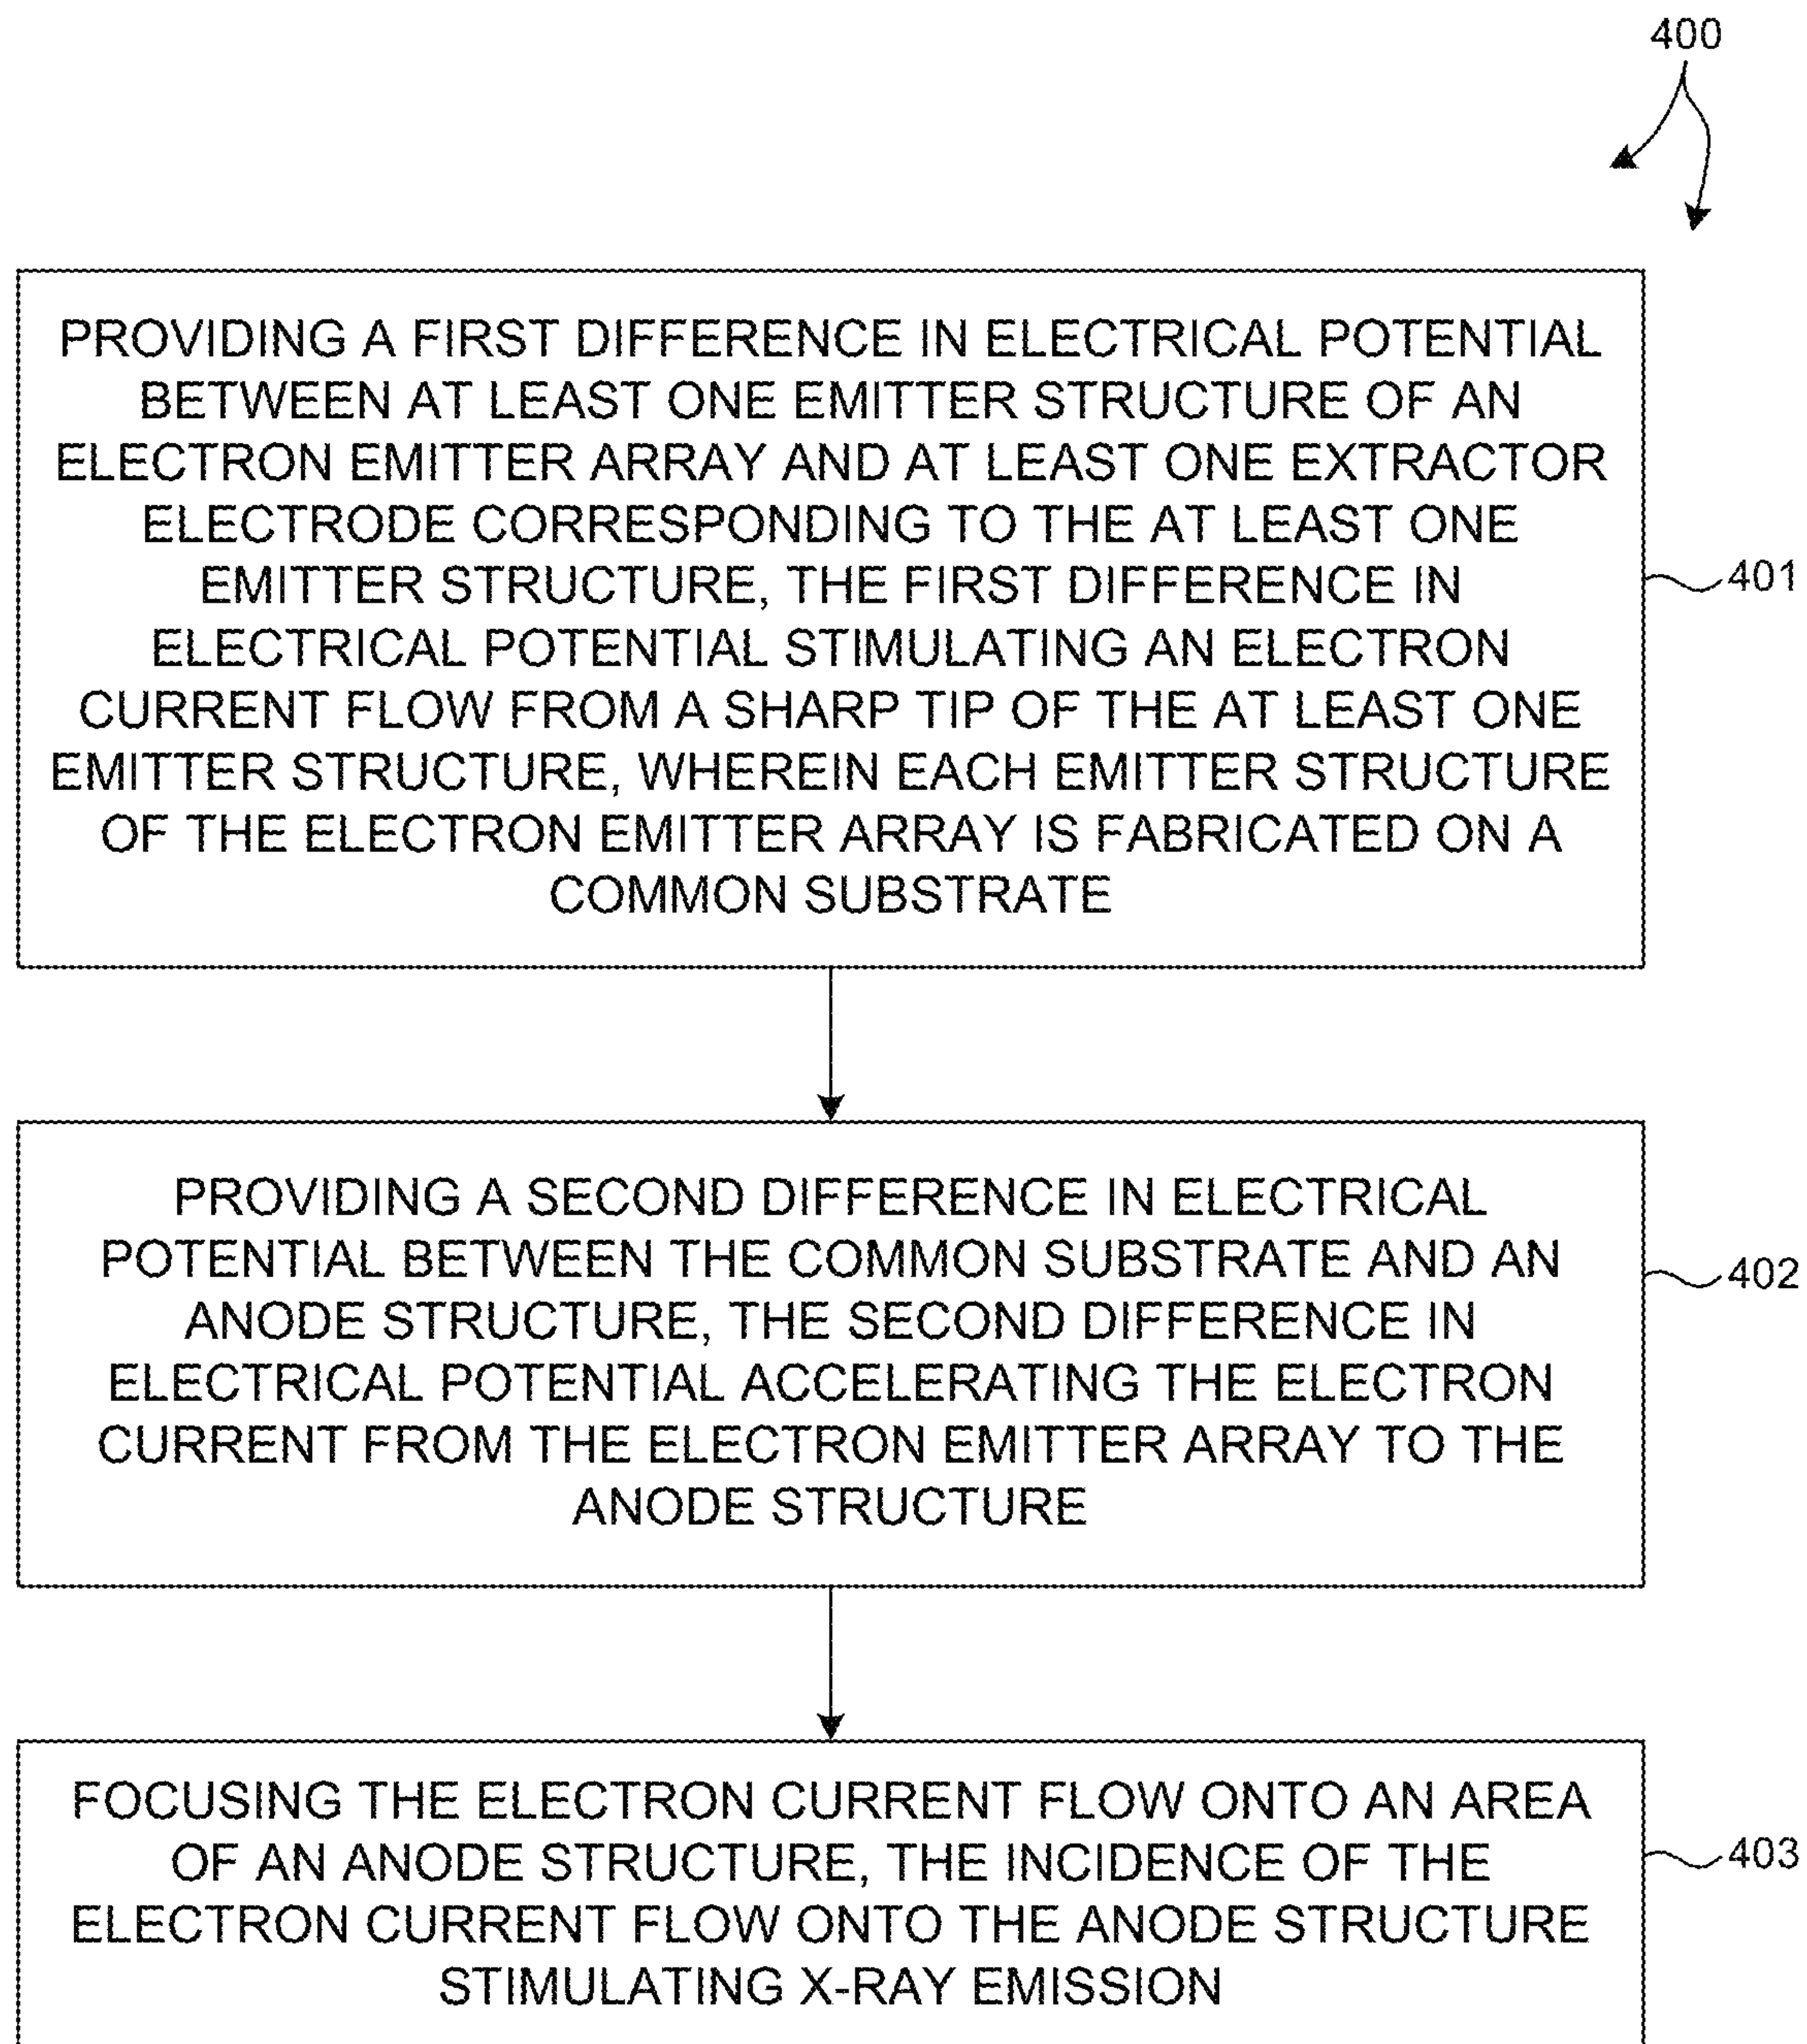 400
PROVIDING A FIRST DIFFERENCE IN ELECTRICAL POTENTIAL
BETWEEN AT LEAST ONE EMITTER STRUCTURE OF AN
ELECTRON EMITTER ARRAY AND AT LEAST ONE EXTRACTOR
ELECTRODE CORRESPONDING TO THE AT LEAST ONE
EMITTER STRUCTURE, THE FIRST DIFFERENCE IN
ELECTRICAL POTENTIAL STIMULATING AN ELECTRON
CURRENT FLOW FROM A SHARP TIP OF THE AT LEAST ONE
EMITTER STRUCTURE, WHEREIN EACH EMITTER STRUCTURE
OF THE ELECTRON EMITTER ARRAY IS FABRICATED ON A
COMMON SUBSTRATE
401
PROVIDING A SECOND DIFFERENCE IN ELECTRICAL
POTENTIAL BETWEEN THE COMMON SUBSTRATE AND AN
ANODE STRUCTURE, THE SECOND DIFFERENCE IN
ELECTRICAL POTENTIAL ACCELERATING THE ELECTRON
CURRENT FROM THE ELECTRON EMITTER ARRAY TO THE
ANODE STRUCTURE
402
FOCUSING THE ELECTRON CURRENT FLOW ONTO AN AREA
OF AN ANODE STRUCTURE, THE INCIDENCE OF THE
ELECTRON CURRENT FLOW ONTO THE ANODE STRUCTURE
STIMULATING X-RAY EMISSION
403